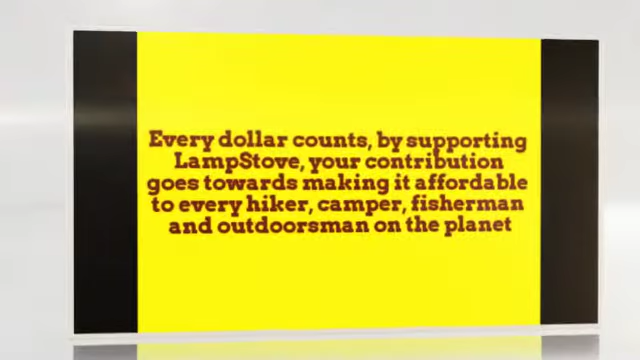 Every dollar counts, by supporting
LampStove, your contribution
goes towards making it affordable
to every hiker, camper, fisherman
and outdoorsman on the planet